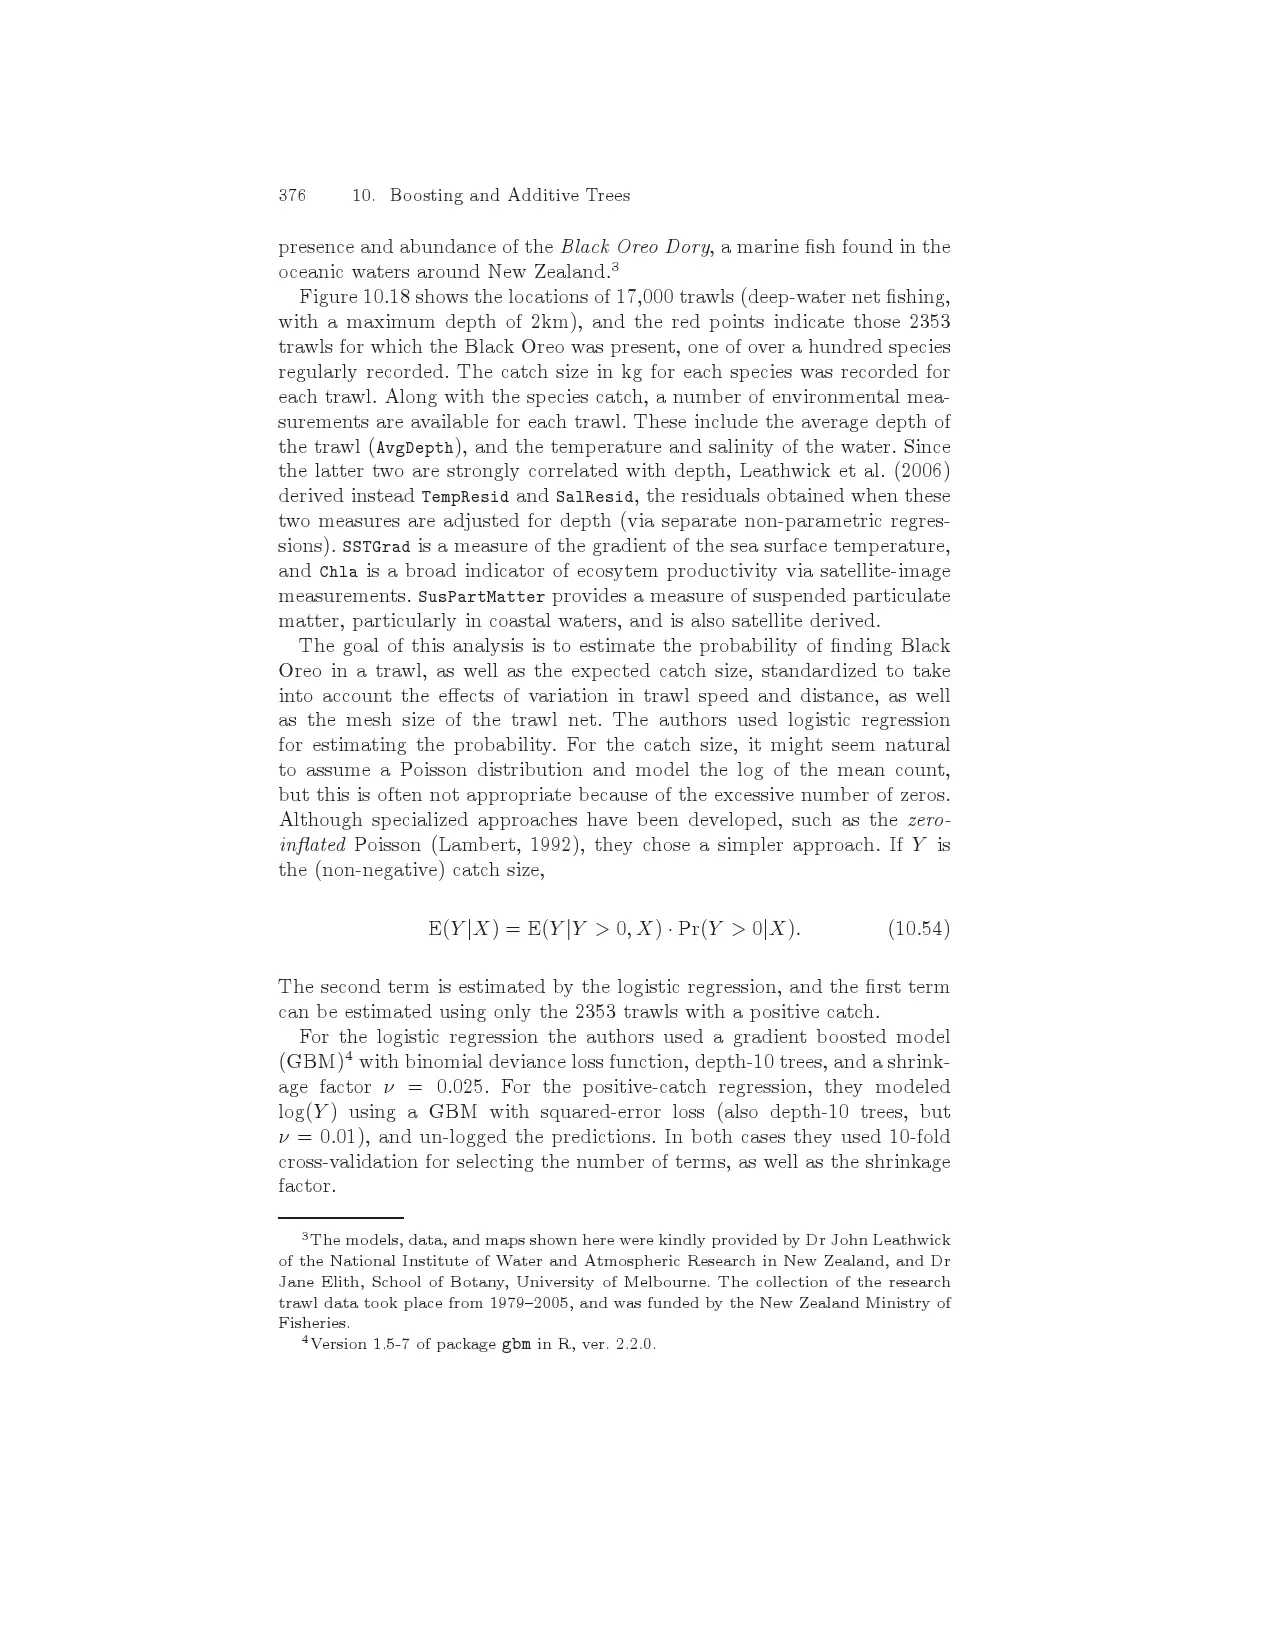 376 10. Boosting and Additive Trees
presence and abundance of the Black Oreo Dory, a marine fish found in the
oceanic waters around New Zealand.³
Figure 10.18 shows the locations of 17,000 trawls (deep-water net fishing,
with a maximum depth of 2km), and the red points indicate those 2353
trawls for which the Black Oreo was present, one of over a hundred species
regularly recorded. The catch size in kg for each species was recorded for
each trawl. Along with the species catch, a number of environmental mea-
surements are available for each trawl. These include the average depth of
the trawl (AvgDepth), and the temperature and salinity of the water. Since
the latter two are strongly correlated with depth, Leathwick et al. (2006)
derived instead TempResid and SalResid, the residuals obtained when these
two measures are adjusted for depth (via separate non-parametric regres-
sions). SSTGrad is a measure of the gradient of the sea surface temperature,
and Chla is a broad indicator of ecosytem productivity via satellite-image
measurements. SusPartMatter provides a measure of suspended particulate
matter, particularly in coastal waters, and is also satellite derived.
The goal of this analysis is to estimate the probability of finding Black
Oreo in a trawl, as well as the expected catch size, standardized to take
into account the effects of variation in trawl speed and distance, as well
as the mesh size of the trawl net. The authors used logistic regression
for estimating the probability. For the catch size, it might seem natural
to assume a Poisson distribution and model the log of the mean count,
but this is often not appropriate because of the excessive number of zeros.
Although specialized approaches have been developed, such as the zero-
inflated Poisson (Lambert, 1992), they chose a simpler approach. If Y is
the (non-negative) catch size,
E(Y|X) = E(Y|Y > 0, X) · Pr(Y > 0|X). (10.54)
The second term is estimated by the logistic regression, and the first term
can be estimated using only the 2353 trawls with a positive catch.
For the logistic regression the authors used a gradient boosted model
(GBM)⁴ with binomial deviance loss function, depth-10 trees, and a shrink-
age factor ν = 0.025. For the positive-catch regression, they modeled
log(Y) using a GBM with squared-error loss (also depth-10 trees, but
ν = 0.01), and un-logged the predictions. In both cases they used 10-fold
cross-validation for selecting the number of terms, as well as the shrinkage
factor.
³The models, data, and maps shown here were kindly provided by Dr John Leathwick
of the National Institute of Water and Atmospheric Research in New Zealand, and Dr
Jane Elith, School of Botany, University of Melbourne. The collection of the research
trawl data took place from 1979–2005, and was funded by the New Zealand Ministry of
Fisheries.
⁴Version 1.5-7 of package gbm in R, ver. 2.2.0.